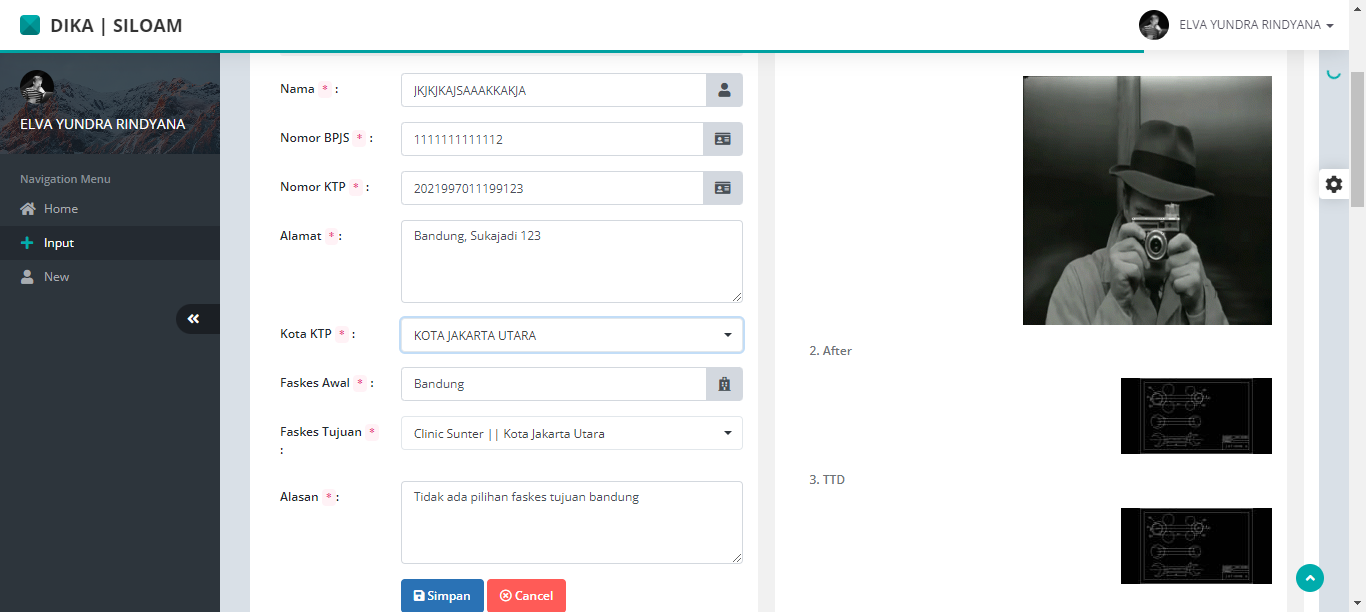 DIKA | SILOAM
ELVA YUNDRA RINDYANA
ELVA YUNDRA RINDYANA
Navigation Menu
Home
Input
New
Nama * :
JKJKJKAJSAAAKKAKJA
Nomor BPJS * :
1111111111112
Nomor KTP * :
2021997011199123
Alamat * :
Bandung, Sukajadi 123
Kota KTP * :
KOTA JAKARTA UTARA
Faskes Awal * :
Bandung
Faskes Tujuan *
:
Clinic Sunter || Kota Jakarta Utara
Alasan * :
Tidak ada pilihan faskes tujuan bandung
Simpan
Cancel
2. After
3. TTD